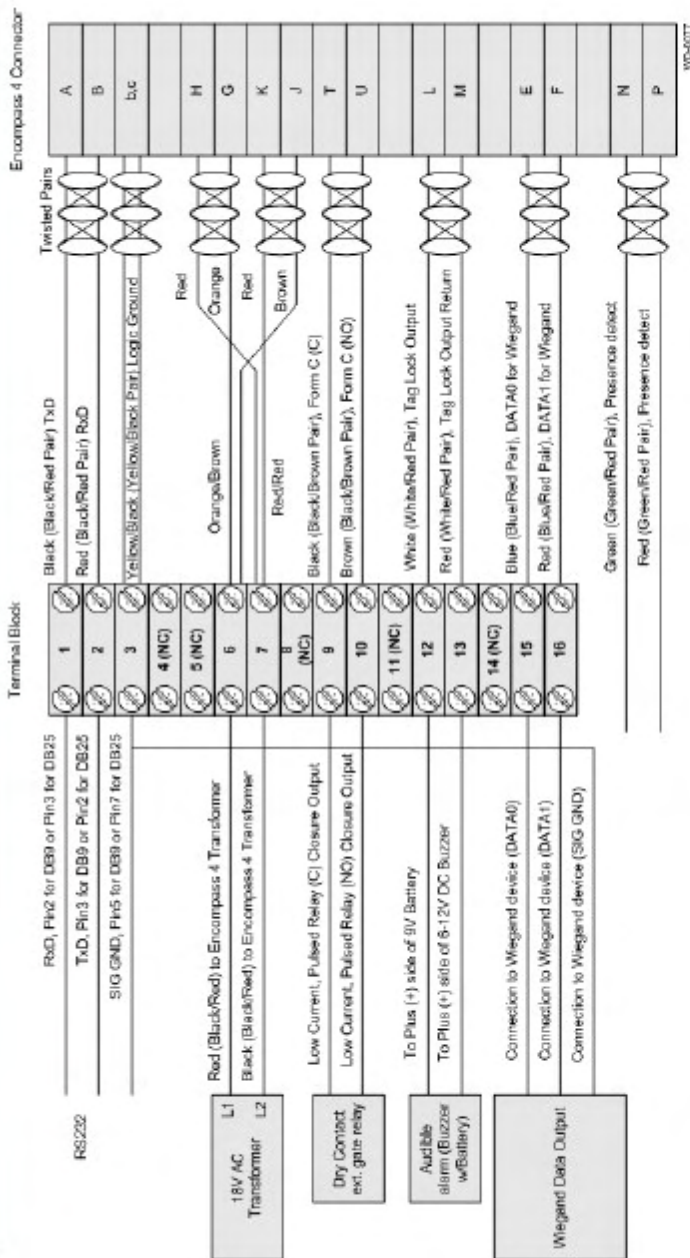 Terminal Block
Encompass 4 Connector
Twisted Pairs
RS232
RxD, Pin2 for DB9 or Pin3 for DB25
1
Black (Black/Red Pair) TxD
A
TxD, Pin3 for DB9 or Pin2 for DB25
2
Red (Black/Red Pair) RxD
B
SIG GND, Pin5 for DB9 or Pin7 for DB25
3
Yellow/Black (Yellow/Black Pair) Logic Ground
b,c
4 (NC)
5 (NC)
Red
H
18V AC
Transformer
L1
L2
Red (Black/Red) to Encompass 4 Transformer
6
Orange/Brown
Orange
G
Black (Black/Red) to Encompass 4 Transformer
7
Red/Red
Red
K
8
(NC)
Brown
J
Dry Contact
ext. gate relay
Low Current, Pulsed Relay (C) Closure Output
9
Black (Black/Brown Pair), Form C (C)
T
Low Current, Pulsed Relay (NO) Closure Output
10
Brown (Black/Brown Pair), Form C (NO)
U
11 (NC)
Audible
alarm (Buzzer
w/Battery)
To Plus (+) side of 9V Battery
12
White (White/Red Pair), Tag Lock Output
L
To Plus (+) side of 6-12V DC Buzzer
13
Red (White/Red Pair), Tag Lock Output Return
M
14 (NC)
Wiegand Data Output
Connection to Wiegand device (DATA0)
15
Blue (Blue/Red Pair), DATA0 for Wiegand
E
Connection to Wiegand device (DATA1)
16
Red (Blue/Red Pair), DATA1 for Wiegand
F
Connection to Wiegand device (SIG GND)
Green (Green/Red Pair), Presence detect
N
Red (Green/Red Pair), Presence detect
P